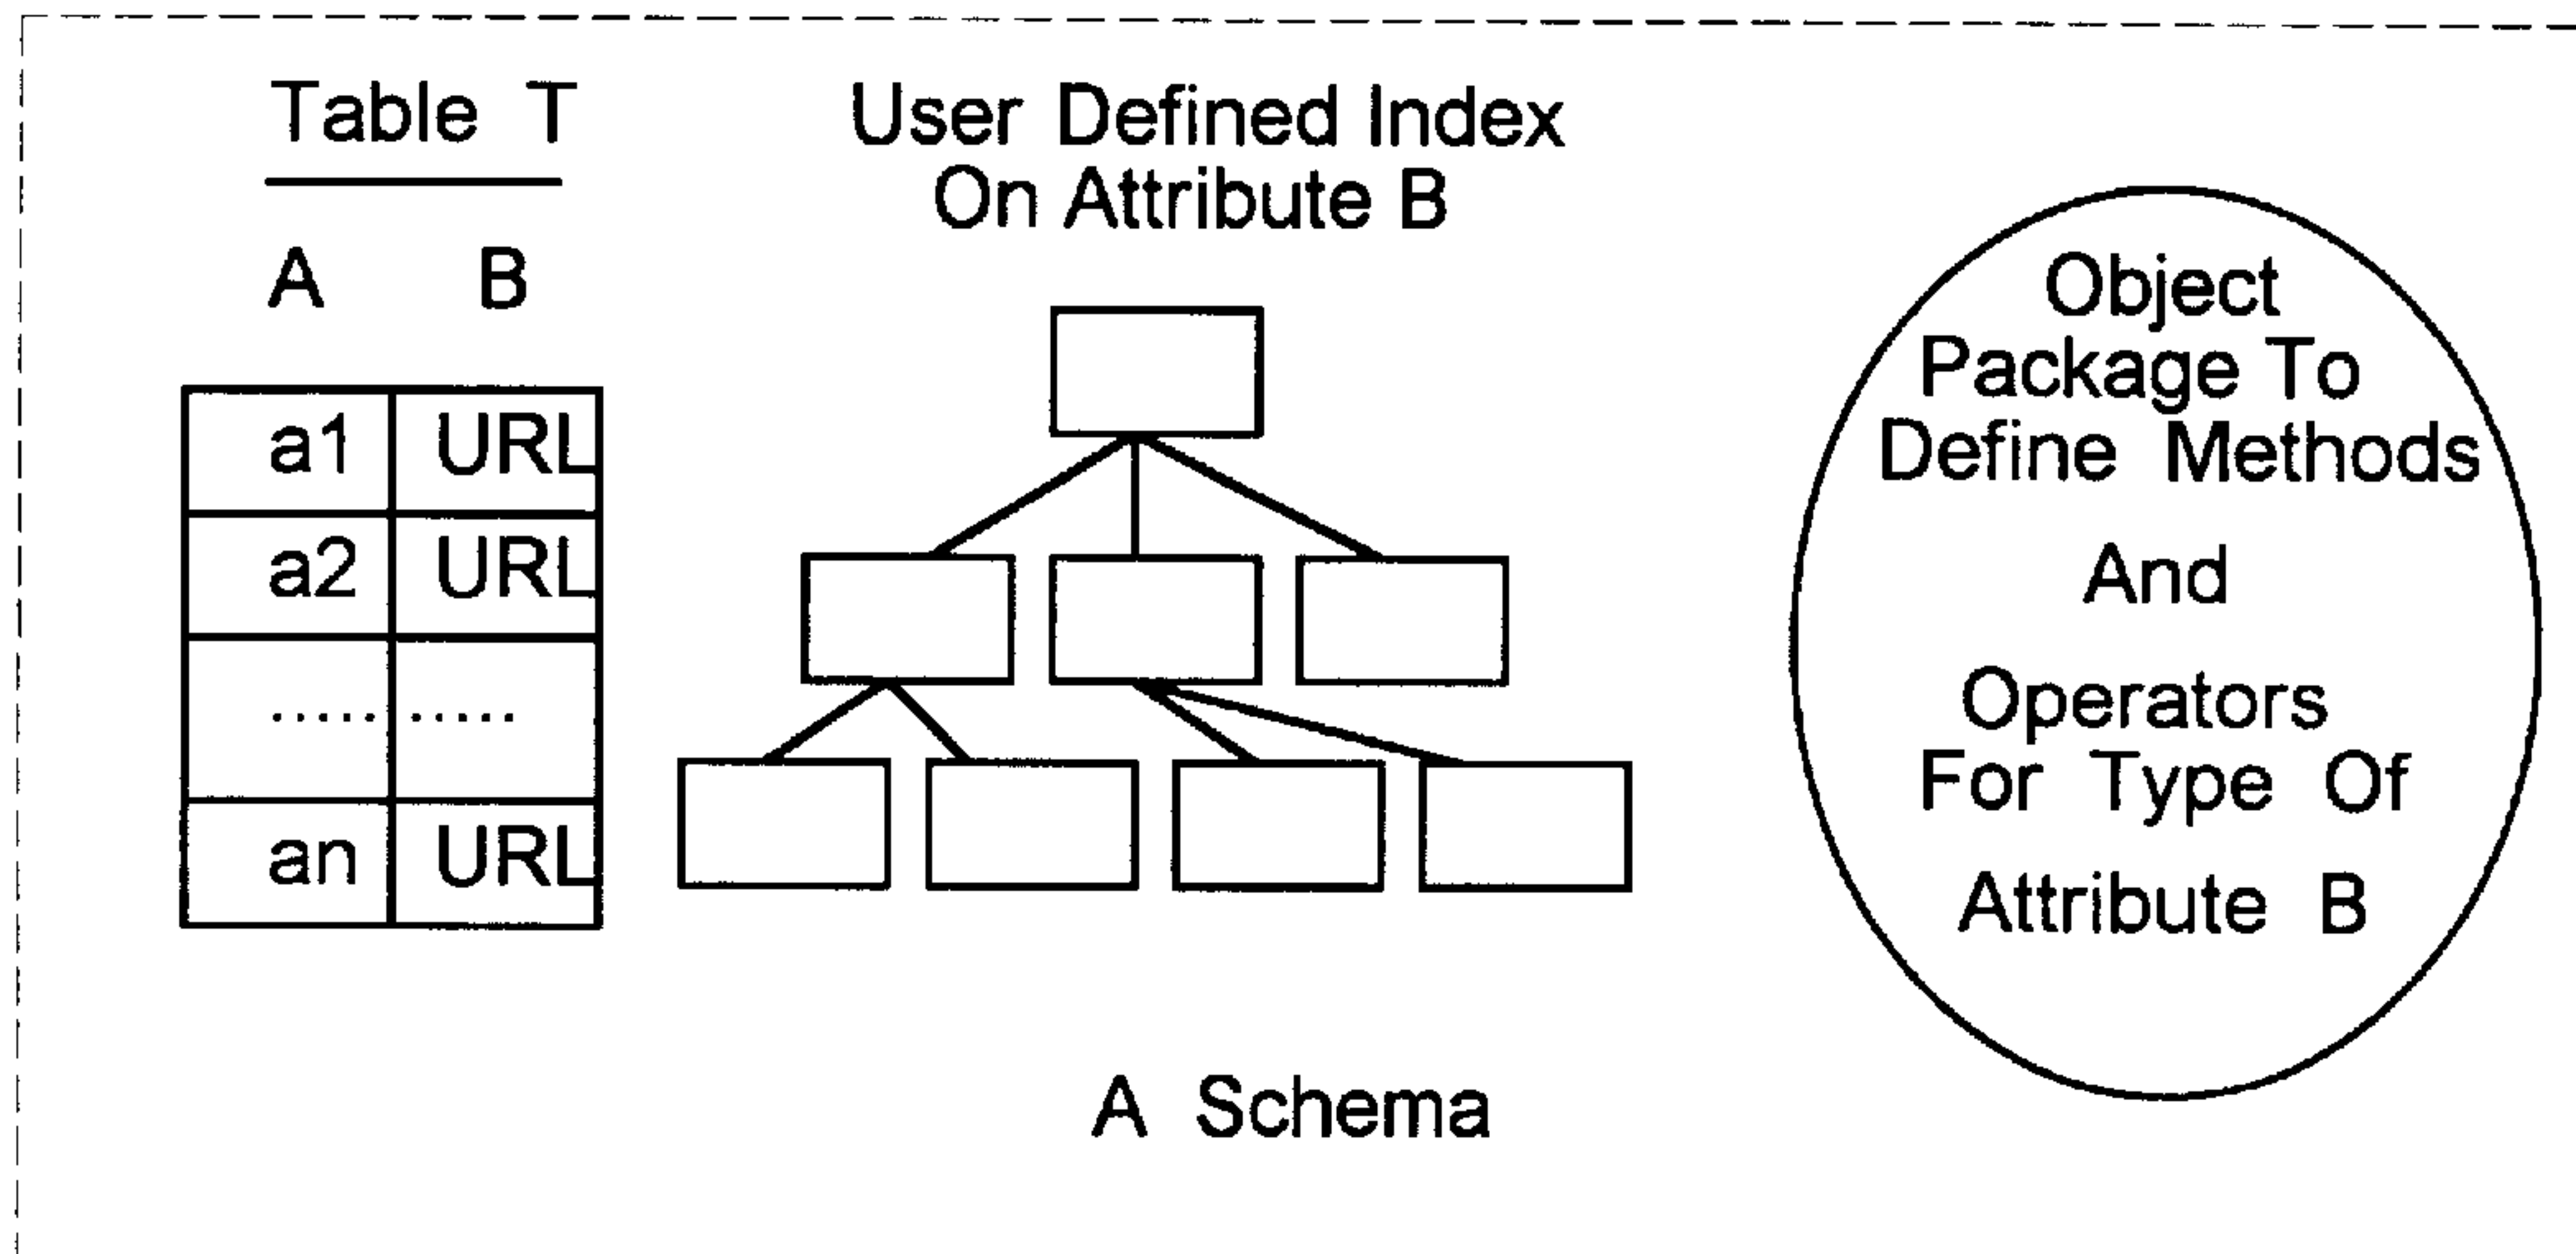 Table T
A B
a1 URL
a2 URL
...... .....
an URL
User Defined Index
On Attribute B
Object
Package To
Define Methods
And
Operators
For Type Of
Attribute B
A Schema